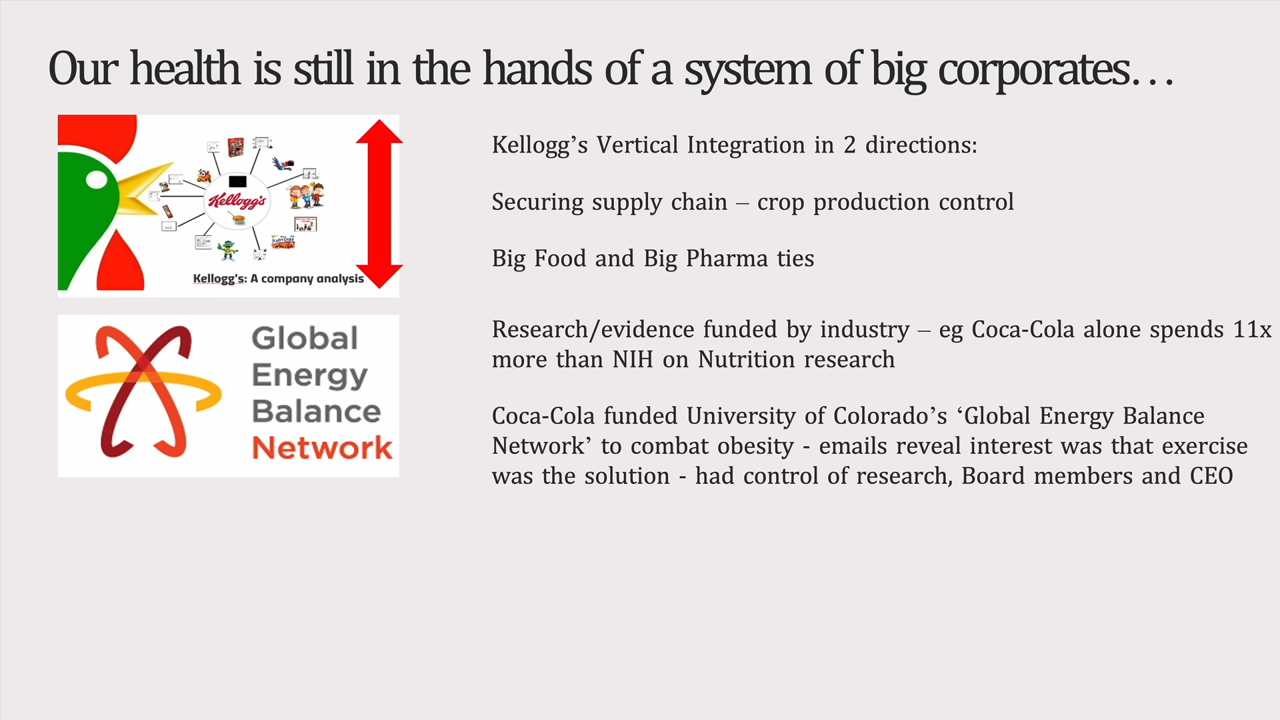 Our health is still in the hands of a system of big corporates…
Kellogg's
Kellogg's: A company analysis
Kellogg’s Vertical Integration in 2 directions:
Securing supply chain – crop production control
Big Food and Big Pharma ties
Global
Energy
Balance
Network
Research/evidence funded by industry – eg Coca-Cola alone spends 11x
more than NIH on Nutrition research
Coca-Cola funded University of Colorado’s ‘Global Energy Balance
Network’ to combat obesity - emails reveal interest was that exercise
was the solution - had control of research, Board members and CEO